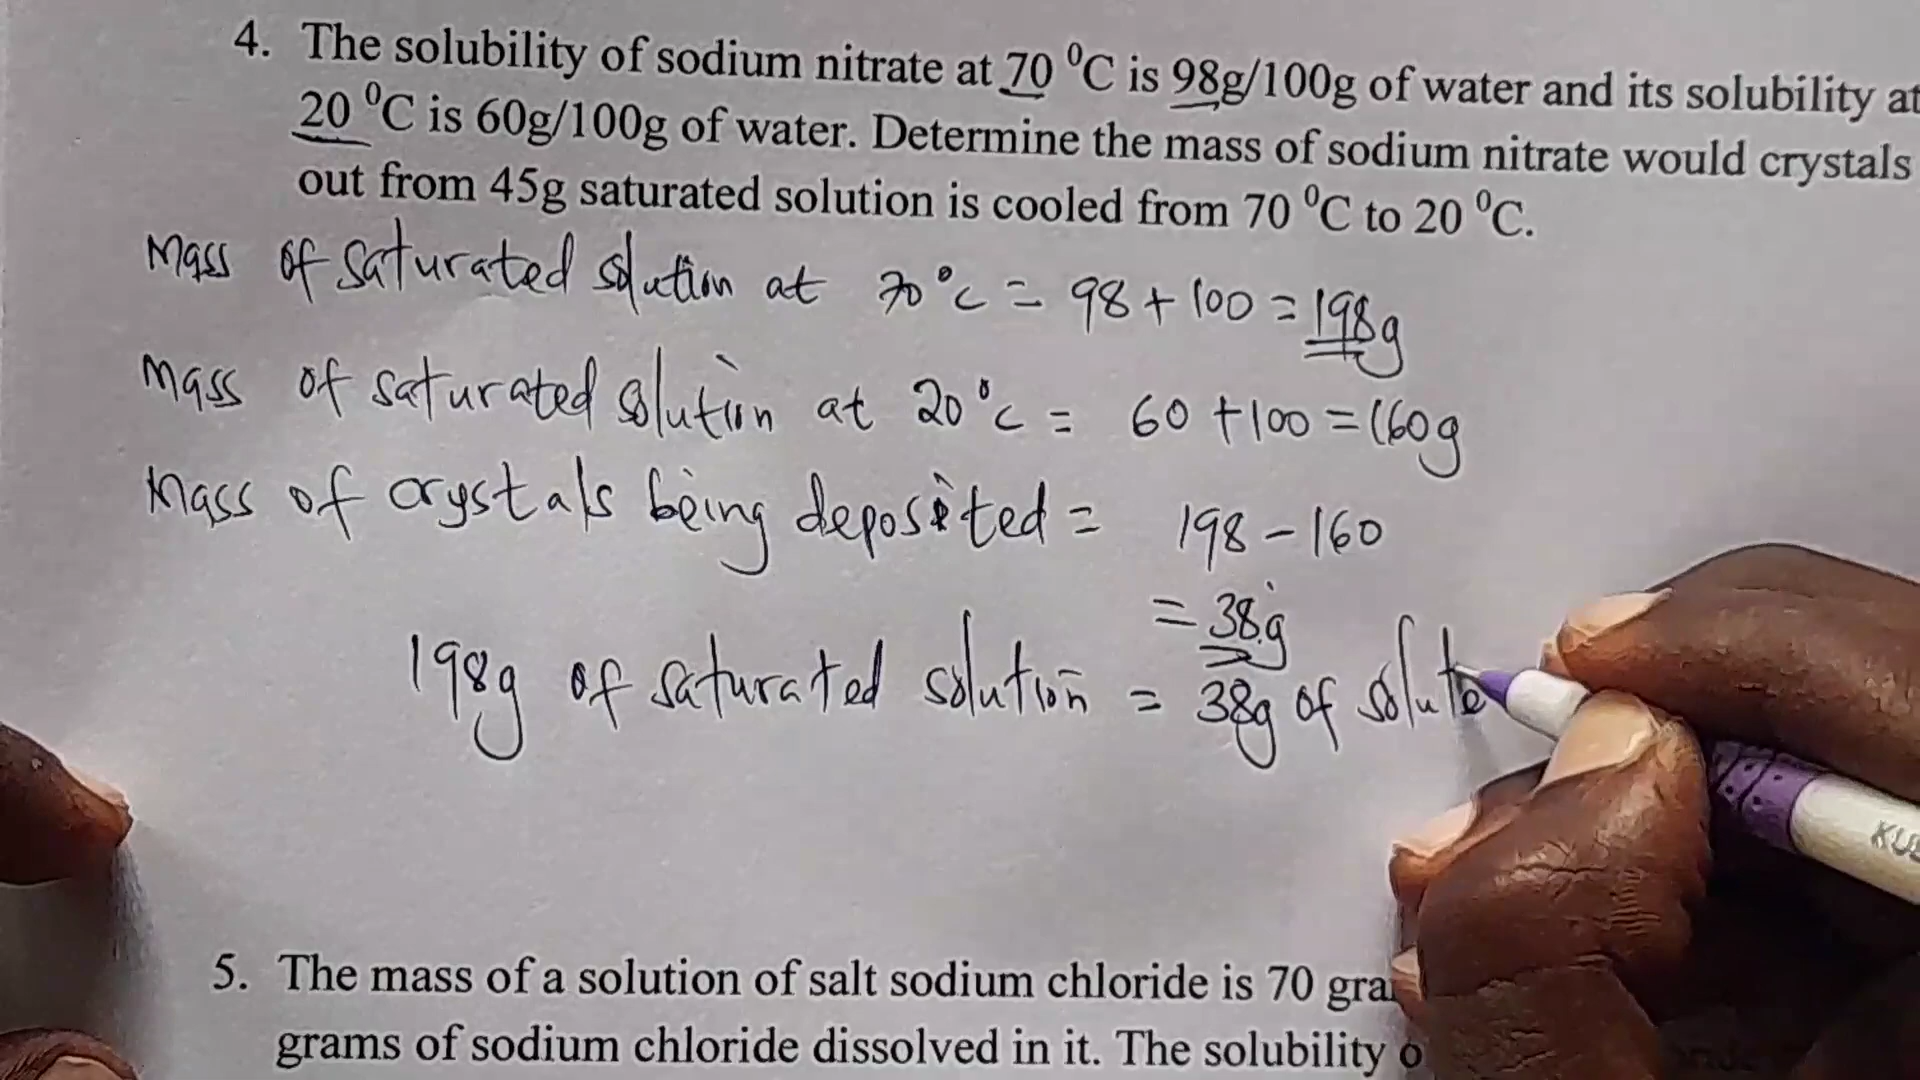 4. The solubility of sodium nitrate at 70 ⁰C is 98g/100g of water and its solubility at
20 ⁰C is 60g/100g of water. Determine the mass of sodium nitrate would crystals
out from 45g saturated solution is cooled from 70 ⁰C to 20 ⁰C.
Mass of saturated solution at 70°C = 98 + 100 = 198g
Mass of saturated solution at 20°C = 60 + 100 = 160g
Mass of crystals being deposited = 198 - 160
= 38g
198g of saturated solution = 38g of solute
5. The mass of a solution of salt sodium chloride is 70
grams of sodium chloride dissolved in it. The solubility